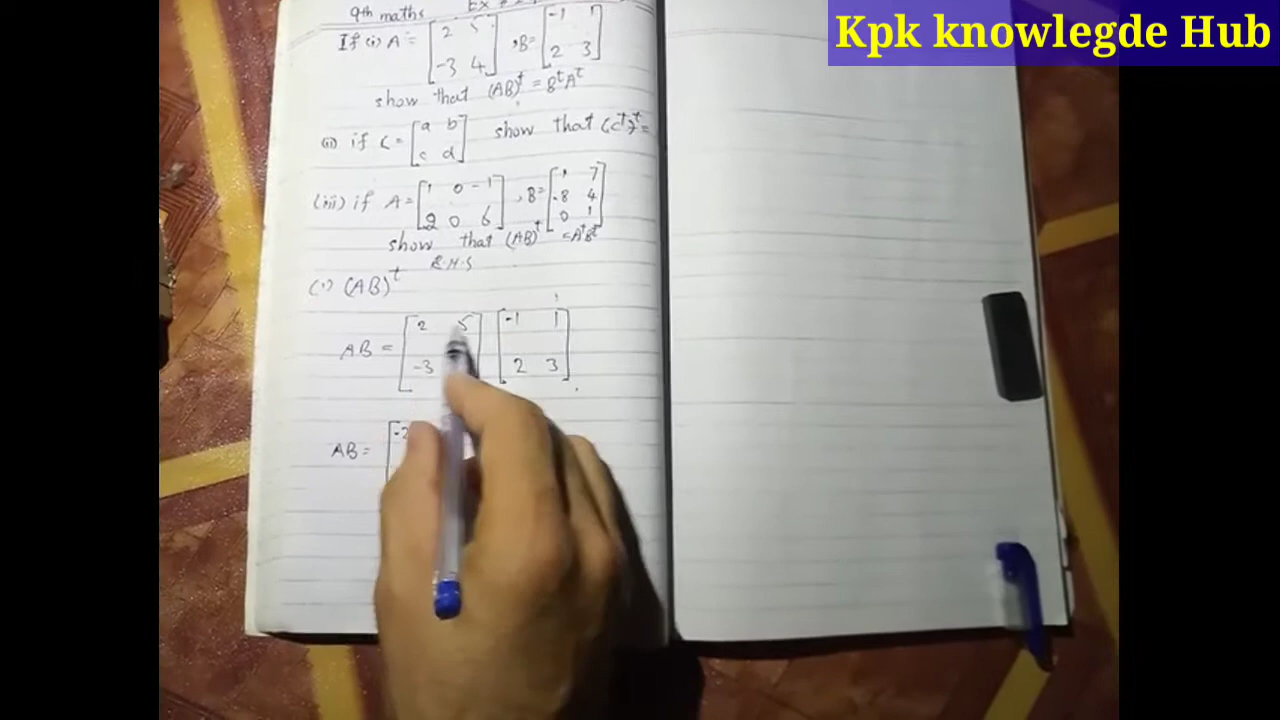 Kpk knowlegde Hub
9th maths Ex #
If (i) A = [2 5 , B = [-1 1
-3 4] 2 3]
show that (AB)^t = B^t A^t
(ii) if C = [a b show that (C^t)^t =
c d]
(iii) if A = [1 0 -1 , B = [1 7
2 0 6] -8 4
0 1]
show that (AB)^t = A^t B^t
R.H.S
(i) (AB)^t
AB = [2 5] [-1 1
-3 2 3]
AB = [-2